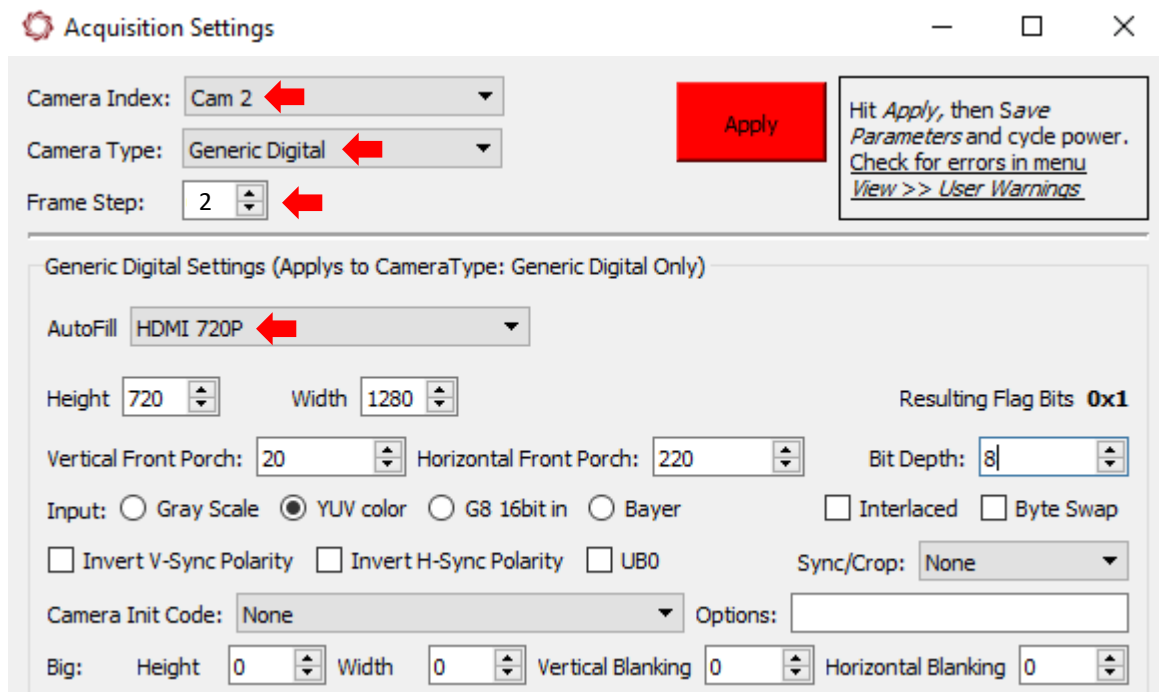 Acquisition Settings
Camera Index: Cam 2
Camera Type: Generic Digital
Frame Step: 2
Apply
Hit Apply, then Save
Parameters and cycle power.
Check for errors in menu
View >> User Warnings
Generic Digital Settings (Applys to CameraType: Generic Digital Only)
AutoFill HDMI 720P
Height 720 Width 1280 Resulting Flag Bits 0x1
Vertical Front Porch: 20 Horizontal Front Porch: 220 Bit Depth: 8
Input: Gray Scale YUV color G8 16bit in Bayer Interlaced Byte Swap
Invert V-Sync Polarity Invert H-Sync Polarity UB0 Sync/Crop: None
Camera Init Code: None Options:
Big: Height 0 Width 0 Vertical Blanking 0 Horizontal Blanking 0